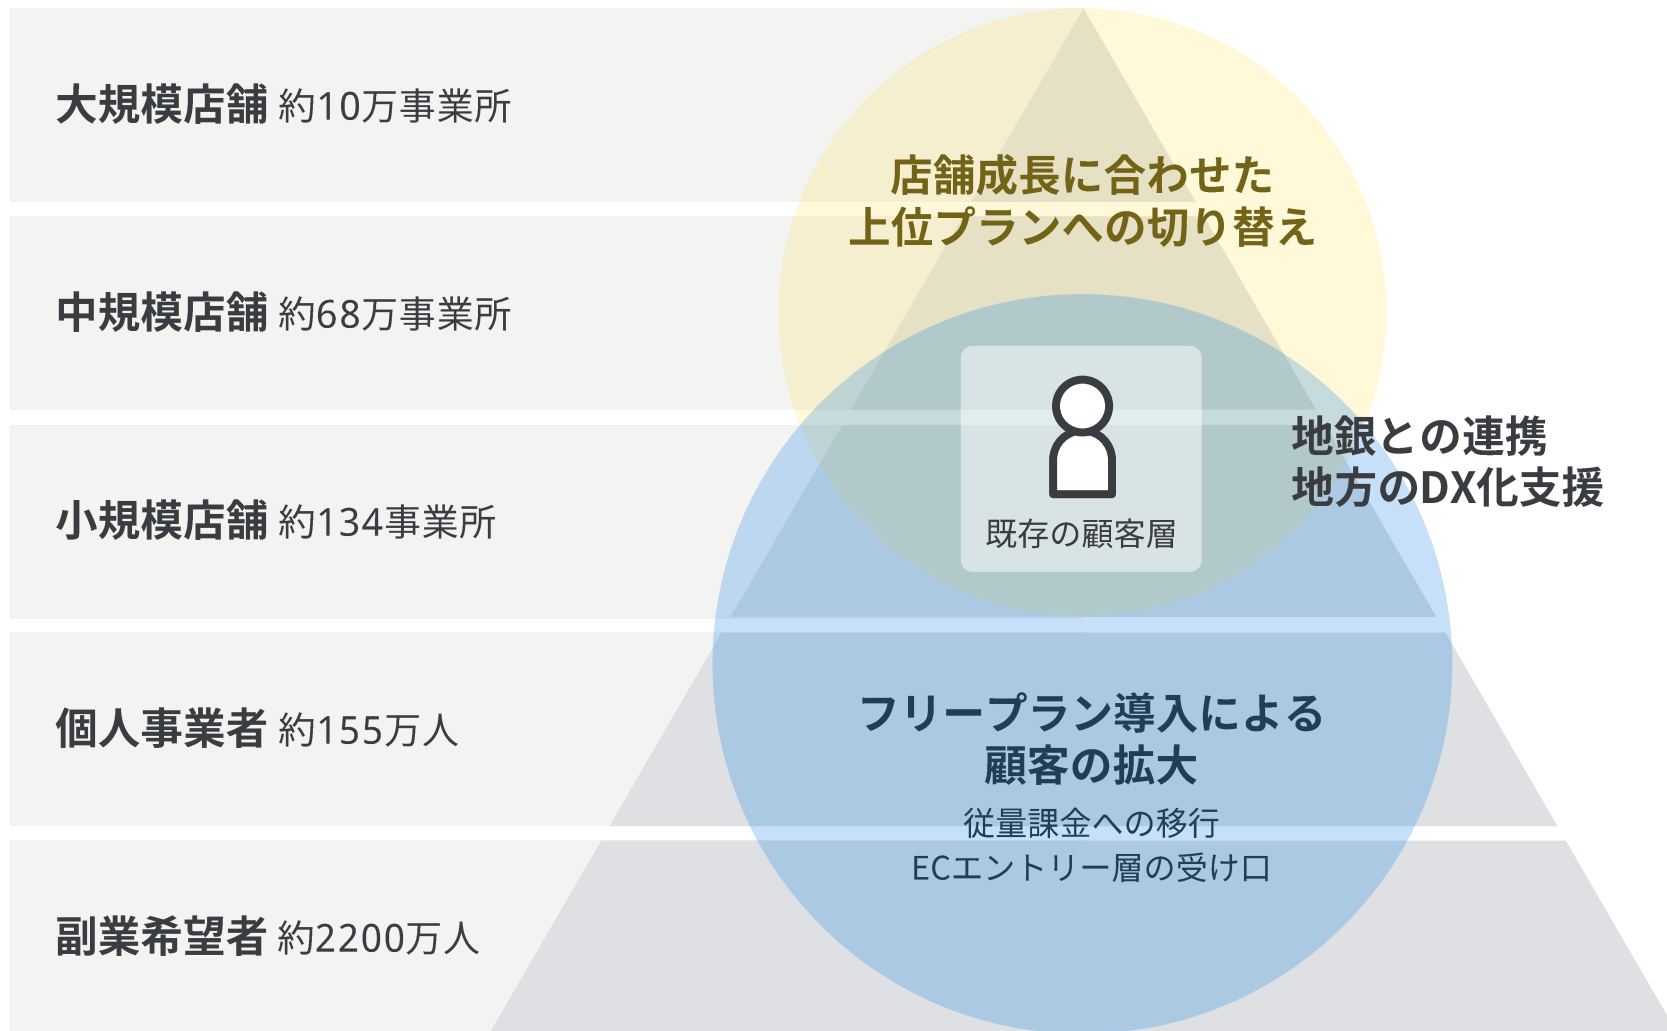 大規模店舗 約10万事業所
店舗成長に合わせた
上位プランへの切り替え
中規模店舗 約68万事業所
既存の顧客層
地銀との連携
地方のDX化支援
小規模店舗 約134事業所
個人事業者 約155万人
フリープラン導入による
顧客の拡大
従量課金への移行
ECエントリー層の受け口
副業希望者 約2200万人